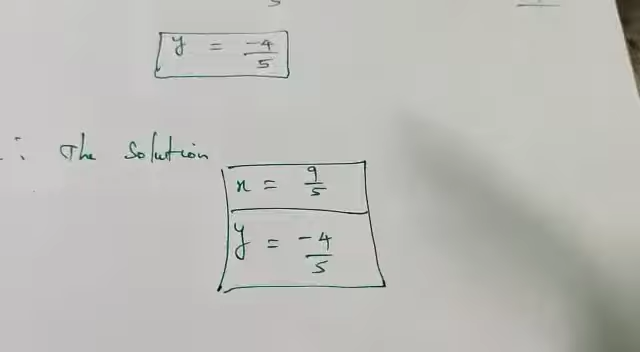 y = -4/5
∴ The Solution
x = 9/5
y = -4/5